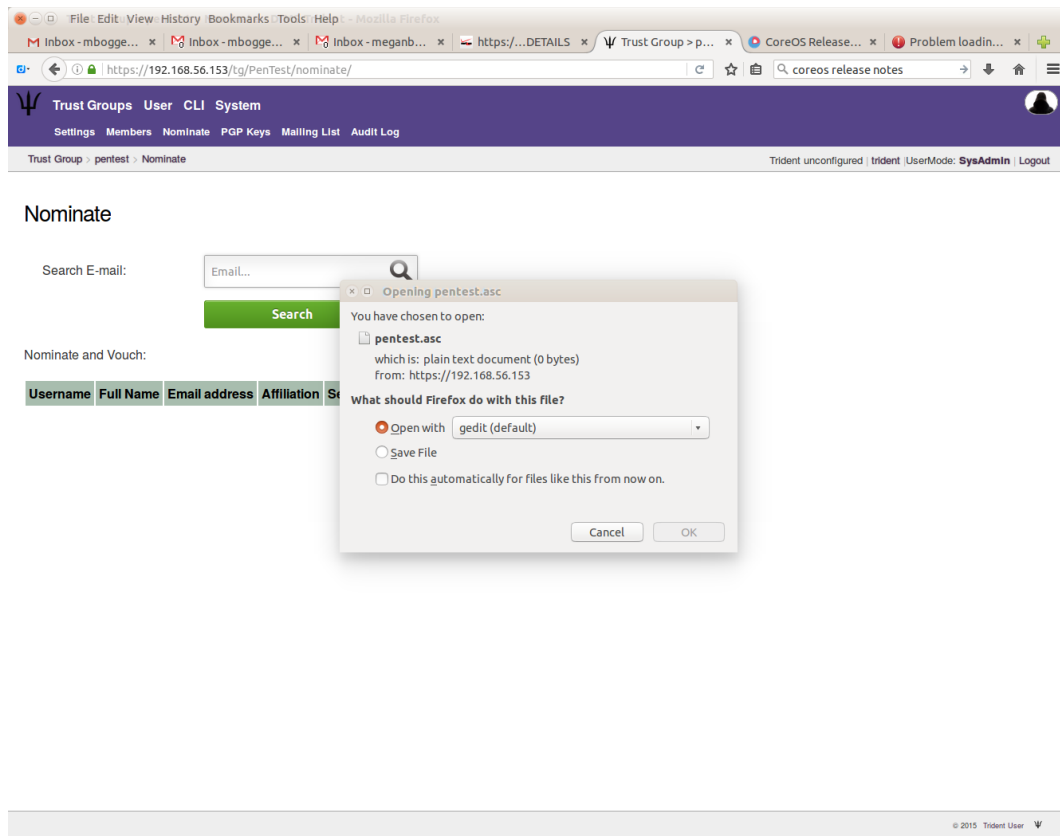 File Edit View History Bookmarks Tools Help t - Mozilla Firefox
Inbox - mbogge... Inbox - mbogge... Inbox - meganb... https:/...DETAILS Trust Group > p... CoreOS Release... Problem loadin...
https://192.168.56.153/tg/PenTest/nominate/ coreos release notes
Trust Groups User CLI System
Settings Members Nominate PGP Keys Mailing List Audit Log
Trust Group > pentest > Nominate Trident unconfigured | trident |UserMode: SysAdmin | Logout
Nominate
Search E-mail: Email...
Search
Nominate and Vouch:
Username Full Name Email address Affiliation Se
Opening pentest.asc
You have chosen to open:
pentest.asc
which is: plain text document (0 bytes)
from: https://192.168.56.153
What should Firefox do with this file?
Open with gedit (default)
Save File
Do this automatically for files like this from now on.
Cancel OK
© 2015 Trident User